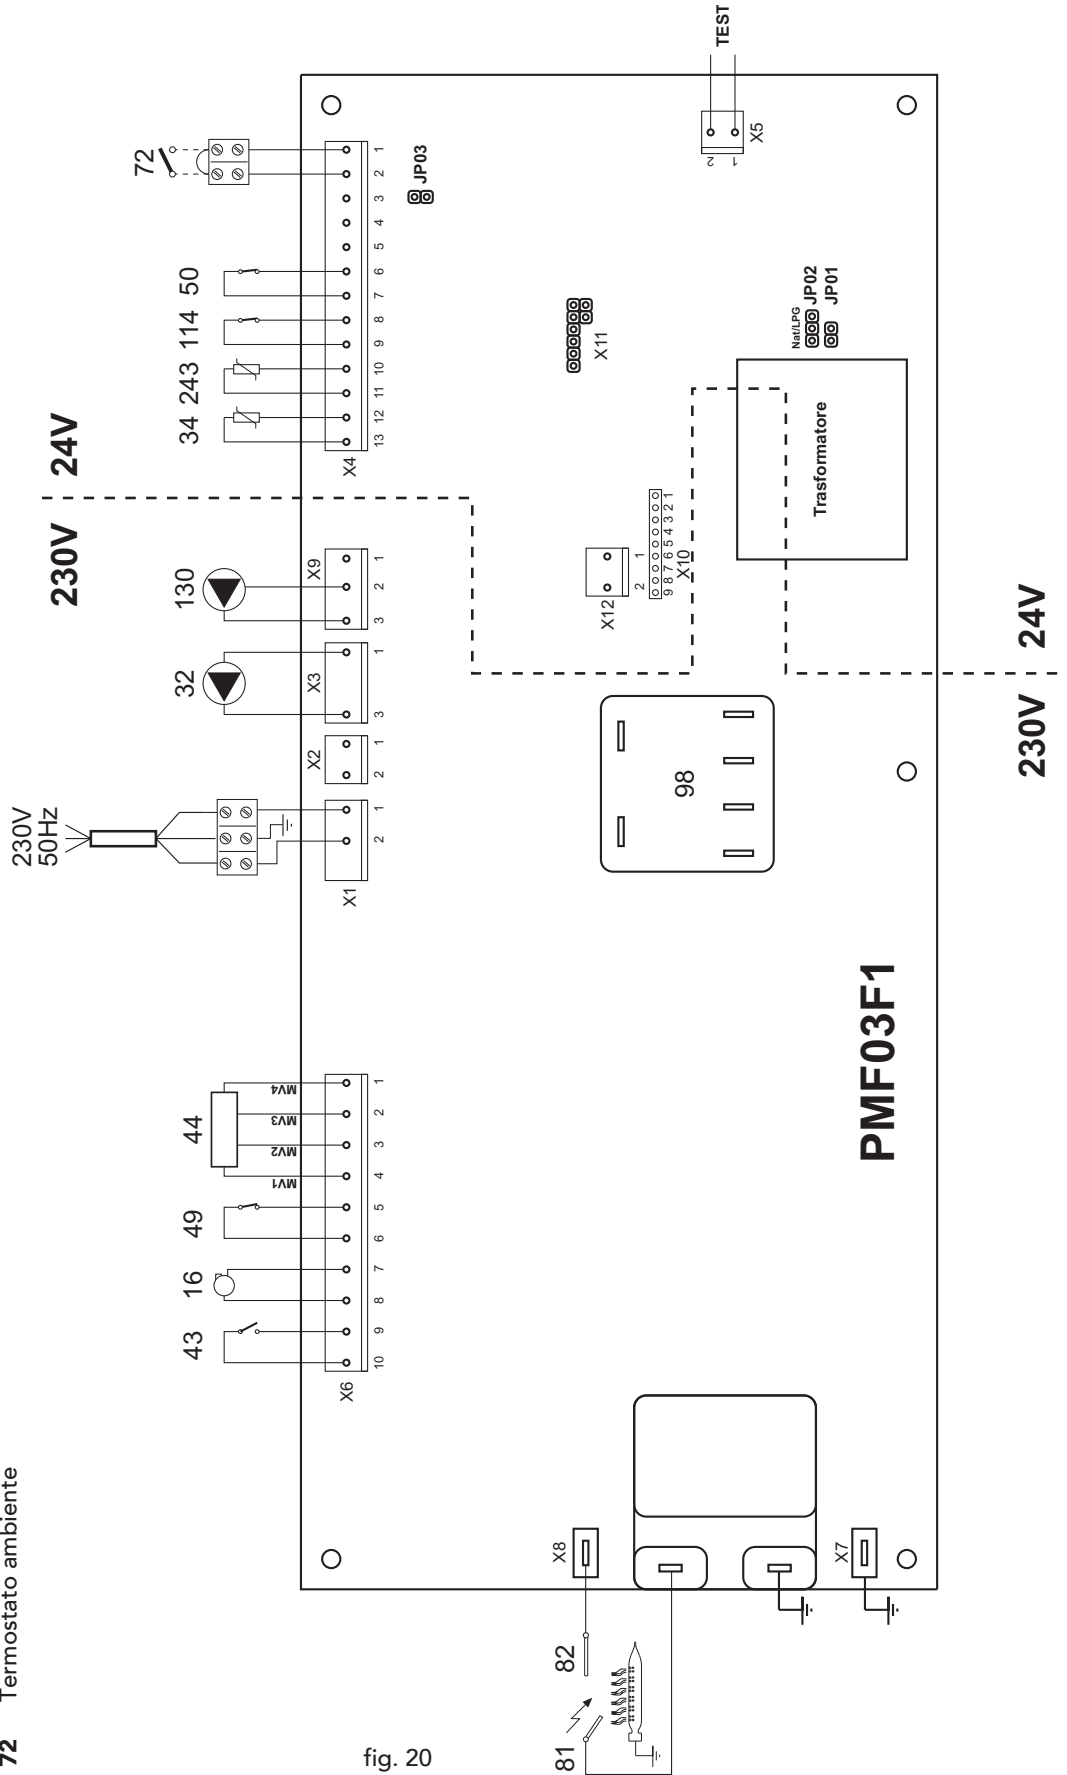 72 Termostato ambiente
230V
50Hz
230V
24V
72
50
114
243
34
130
32
44
49
16
43
MV1
MV2
MV3
MV4
X6
10 9 8 7 6 5 4 3 2 1
X1
2 1
X2
2 1
X3
3 1
X9
3 2 1
X4
13 12 11 10 9 8 7 6 5 4 3 2 1
JP03
X5
2
1
TEST
X11
Nat/LPG
JP02
JP01
X12
2 1
X10
9 8 7 6 5 4 3 2 1
Trasformatore
98
PMF03F1
230V
24V
X8
X7
82
81
fig. 20